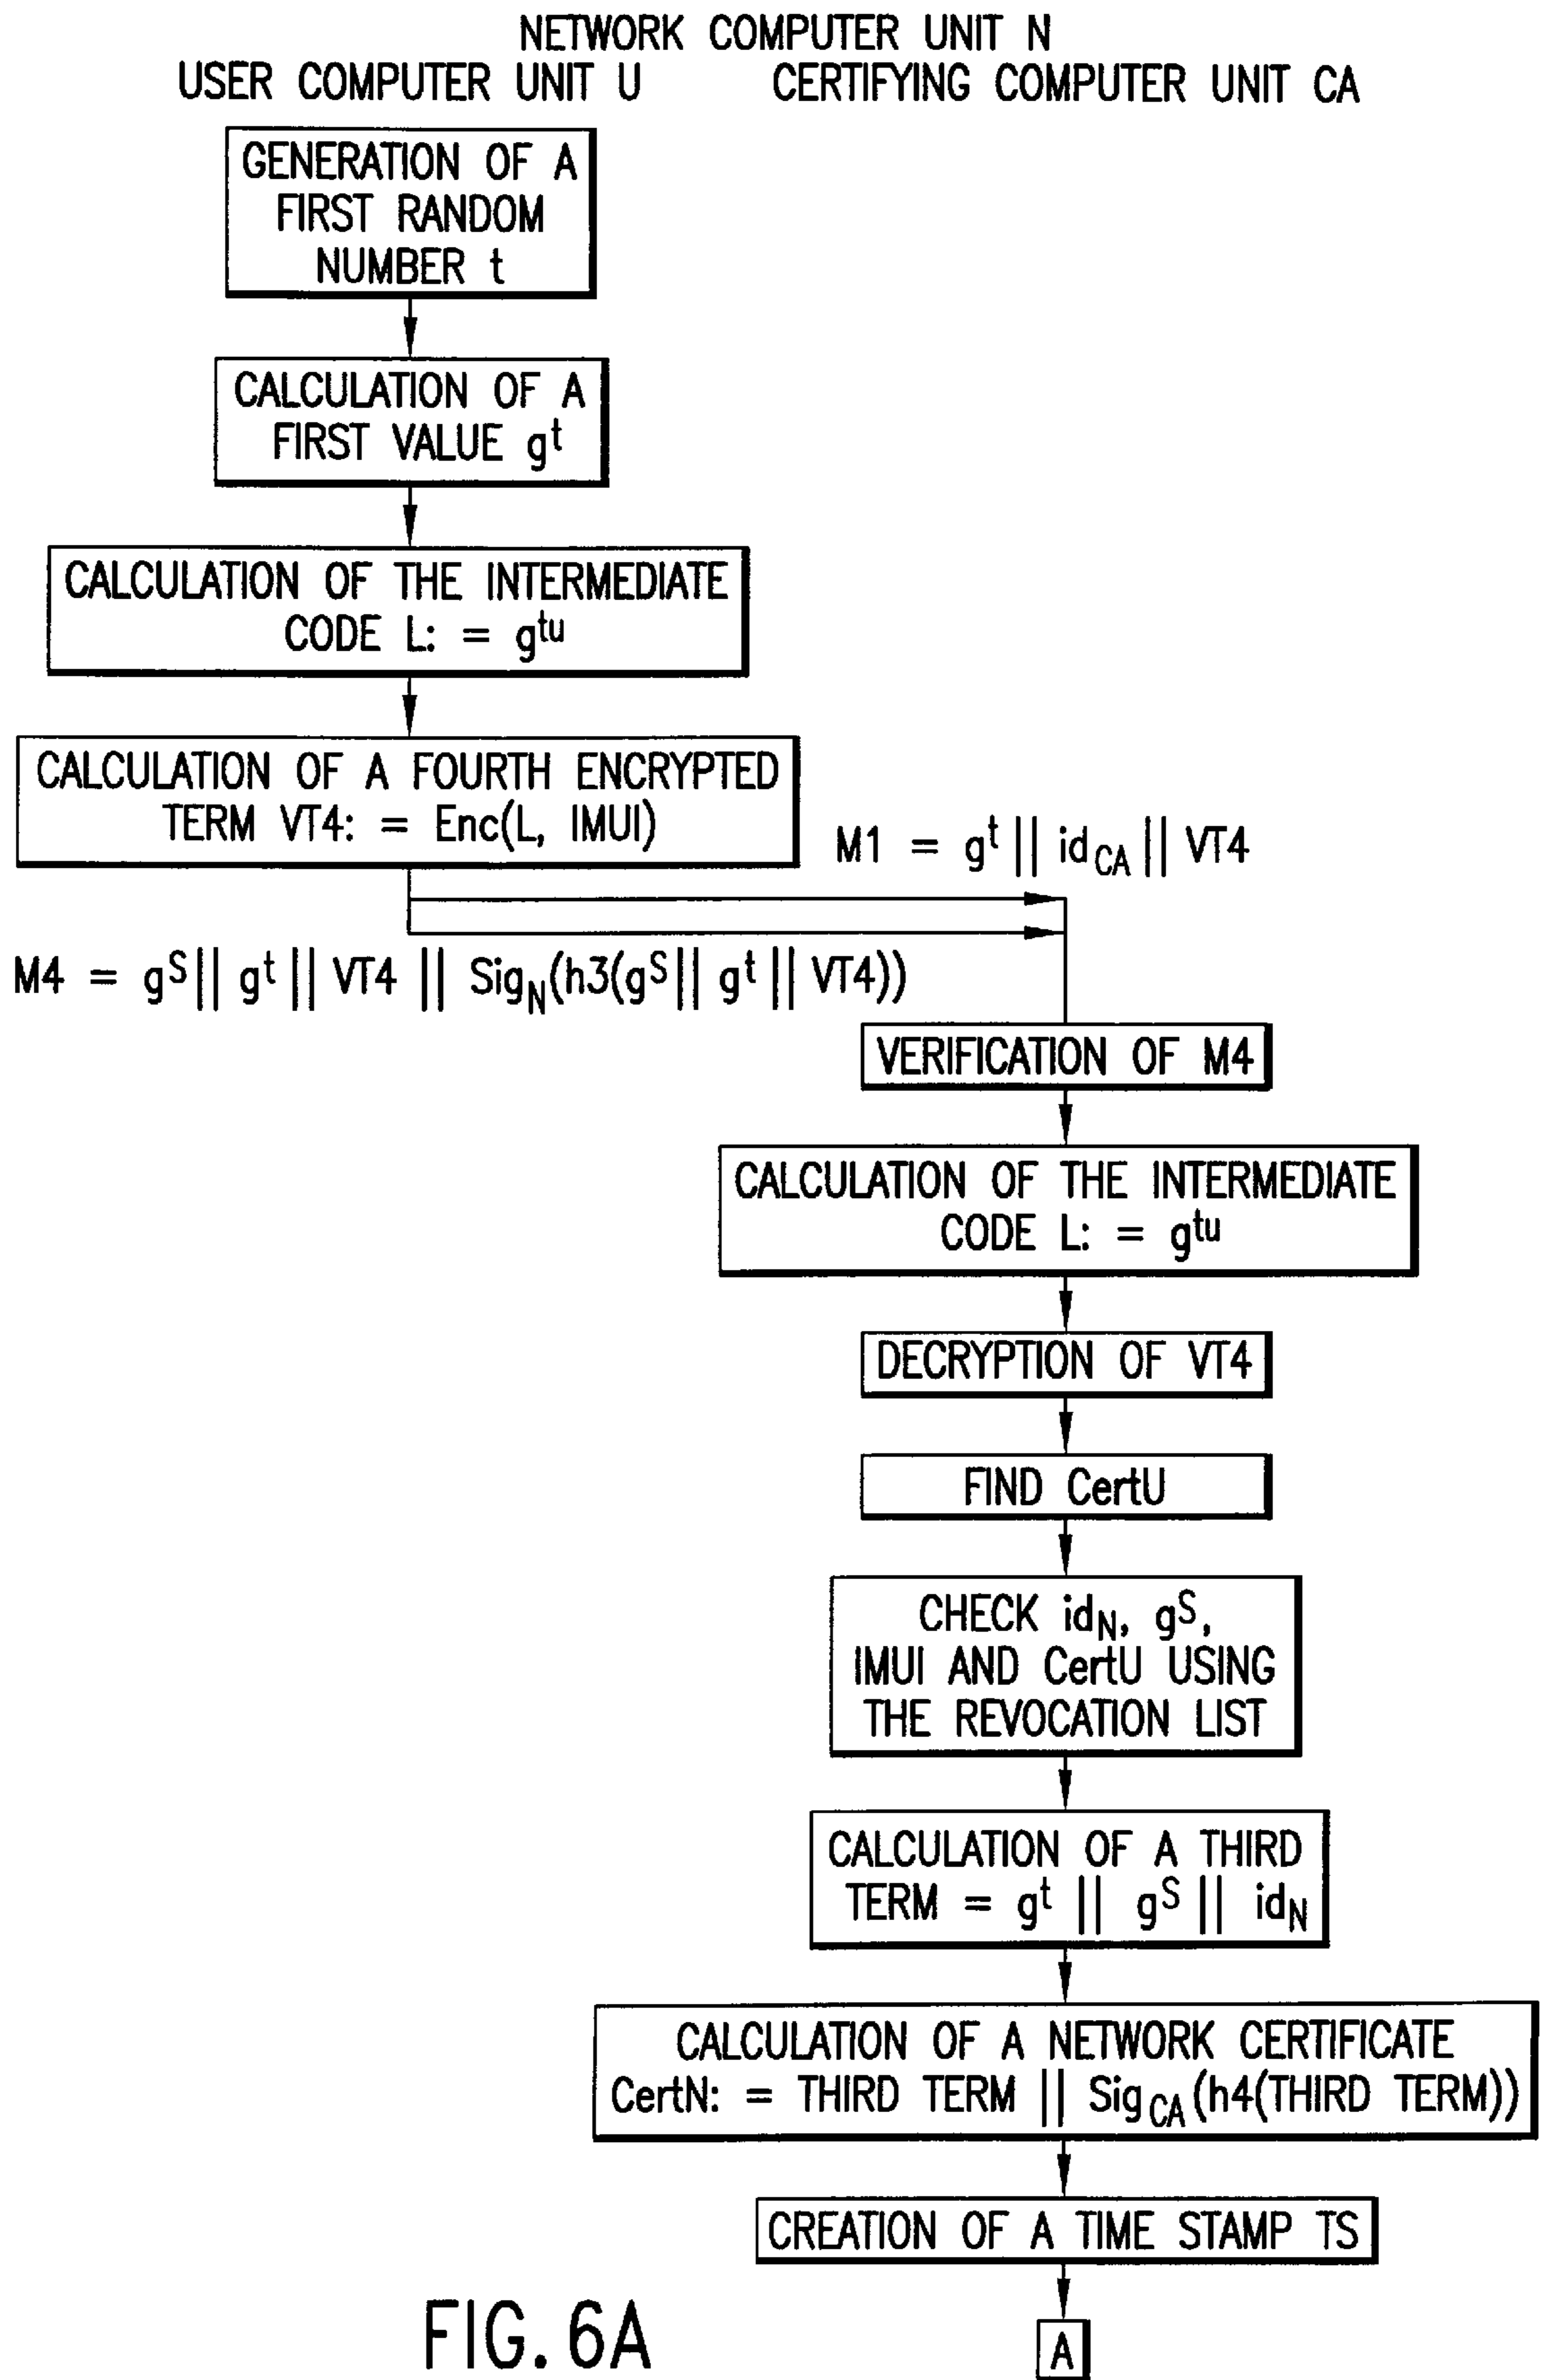 NETWORK COMPUTER UNIT N
USER COMPUTER UNIT U CERTIFYING COMPUTER UNIT CA
GENERATION OF A
FIRST RANDOM
NUMBER t
CALCULATION OF A
FIRST VALUE g^t
CALCULATION OF THE INTERMEDIATE
CODE L: = g^tu
CALCULATION OF A FOURTH ENCRYPTED
TERM VT4: = Enc(L, IMUI)
M1 = g^t || id_CA || VT4
M4 = g^S || g^t || VT4 || Sig_N(h3(g^S || g^t || VT4))
VERIFICATION OF M4
CALCULATION OF THE INTERMEDIATE
CODE L: = g^tu
DECRYPTION OF VT4
FIND CertU
CHECK id_N, g^S,
IMUI AND CertU USING
THE REVOCATION LIST
CALCULATION OF A THIRD
TERM = g^t || g^S || id_N
CALCULATION OF A NETWORK CERTIFICATE
CertN: = THIRD TERM || Sig_CA(h4(THIRD TERM))
CREATION OF A TIME STAMP TS
A
FIG. 6A